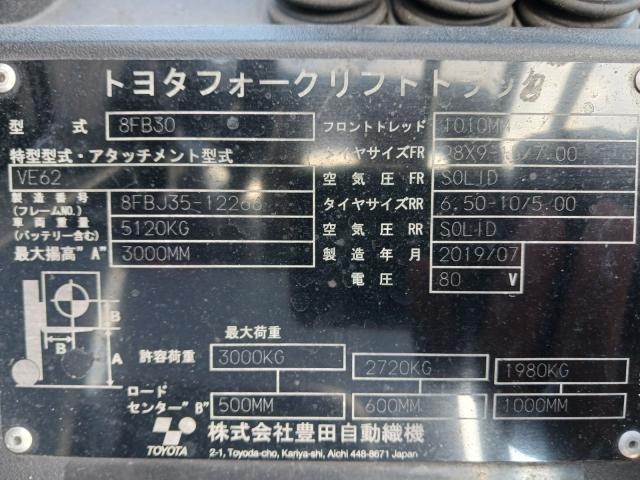 トヨタフォークリフトトラック
型 式 8FB30 フロントトレッド 1010MM
特型型式・アタッチメント型式 タイヤサイズFR 28X9-15/7.00
VE62 空気圧 FR SOLID
製造番号 (フレームNO.) 8FBJ35- タイヤサイズRR 6.50-10/5.00
車両重量 (バッテリー含む) 5120KG 空気圧 RR SOLID
最大揚高"A" 3000MM 製造年月 2019/07
電圧 80 V
B
B A
最大荷重
許容荷重 3000KG 2720KG 1980KG
ロード
センター"B" 500MM 600MM 1000MM
TOYOTA 株式会社豊田自動織機
2-1, Toyoda-cho, Kariya-shi, Aichi 448-8671 Japan